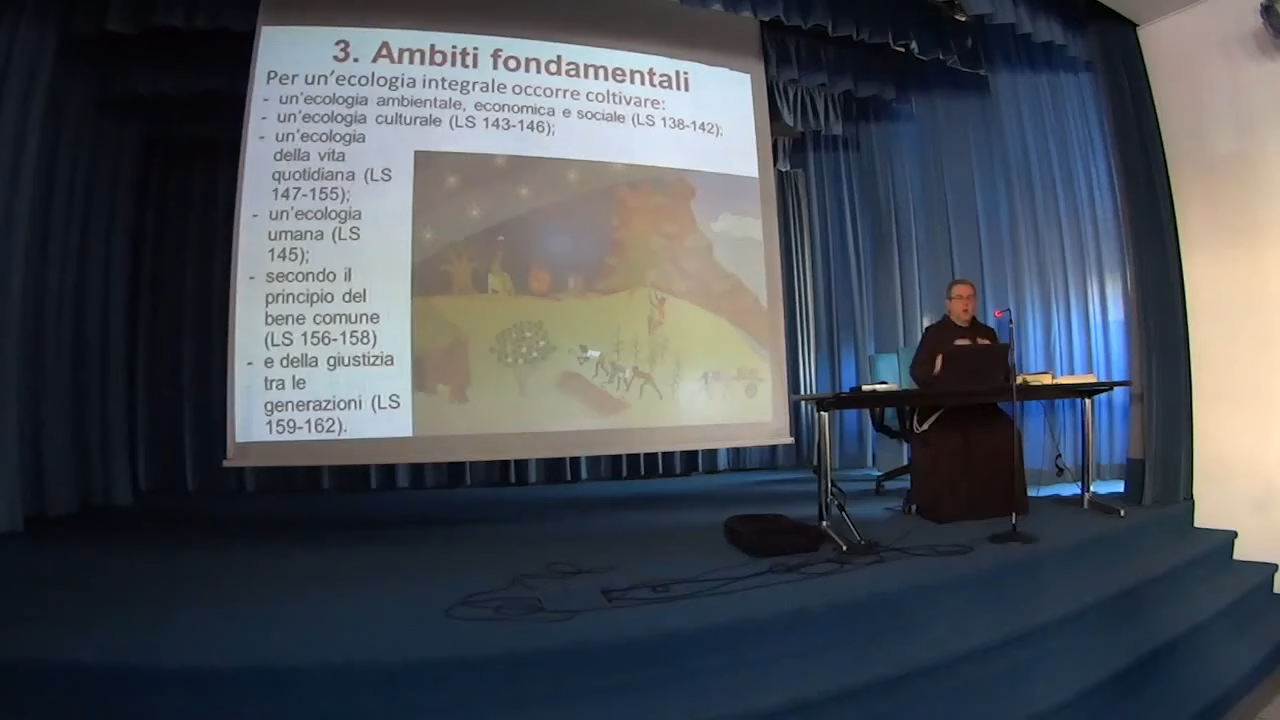 3. Ambiti fondamentali
Per un'ecologia integrale occorre coltivare:
- un'ecologia ambientale, economica e sociale (LS 138-142);
- un'ecologia culturale (LS 143-146);
- un'ecologia
della vita
quotidiana (LS
147-155);
- un'ecologia
umana (LS
145);
- secondo il
principio del
bene comune
(LS 156-158)
- e della giustizia
tra le
generazioni (LS
159-162).